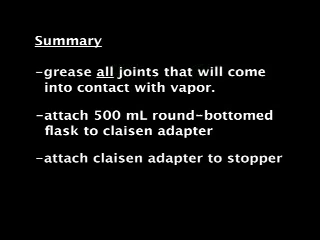 Summary
-grease all joints that will come
into contact with vapor.
-attach 500 mL round-bottomed
flask to claisen adapter
-attach claisen adapter to stopper